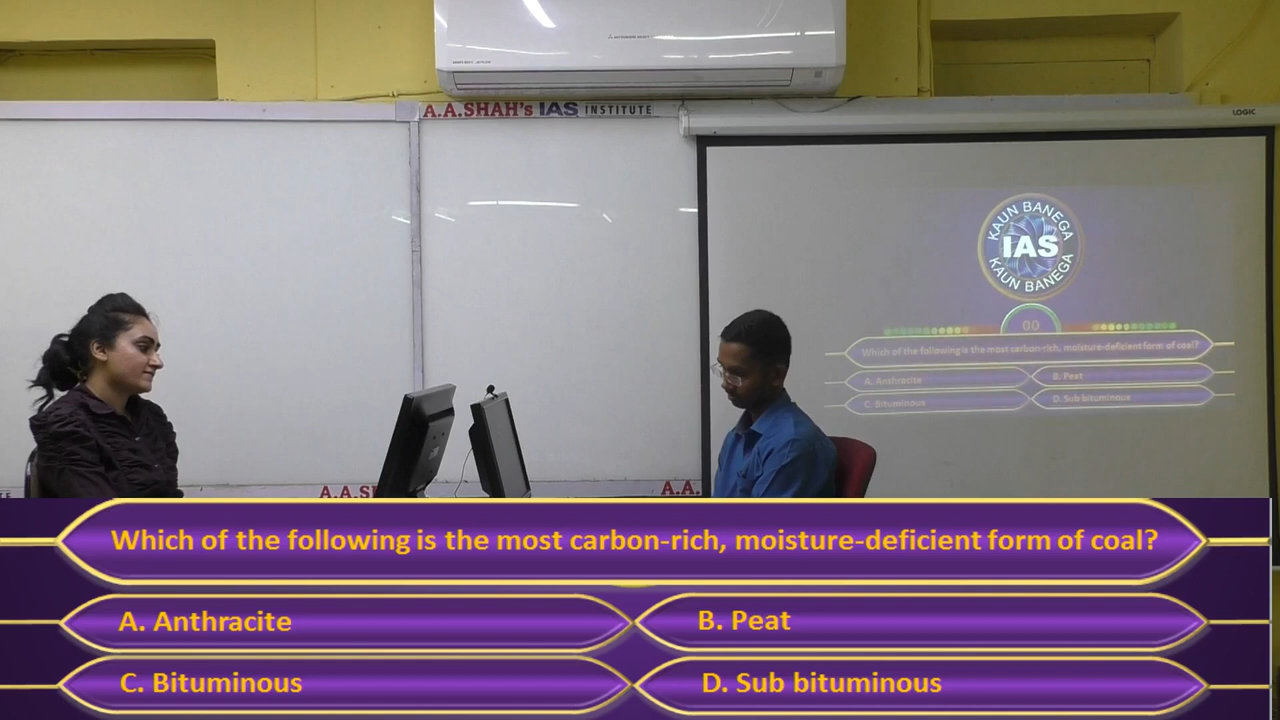 A.A.SHAH's IAS INSTITUTE
LOGIC
KAUN BANEGA
IAS
KAUN BANEGA
00
Which of the following is the most carbon-rich, moisture-deficient form of coal?
A. Anthracite
B. Peat
C. Bituminous
D. Sub bituminous
A.A.SH
A.A.
Which of the following is the most carbon-rich, moisture-deficient form of coal?
A. Anthracite
B. Peat
C. Bituminous
D. Sub bituminous